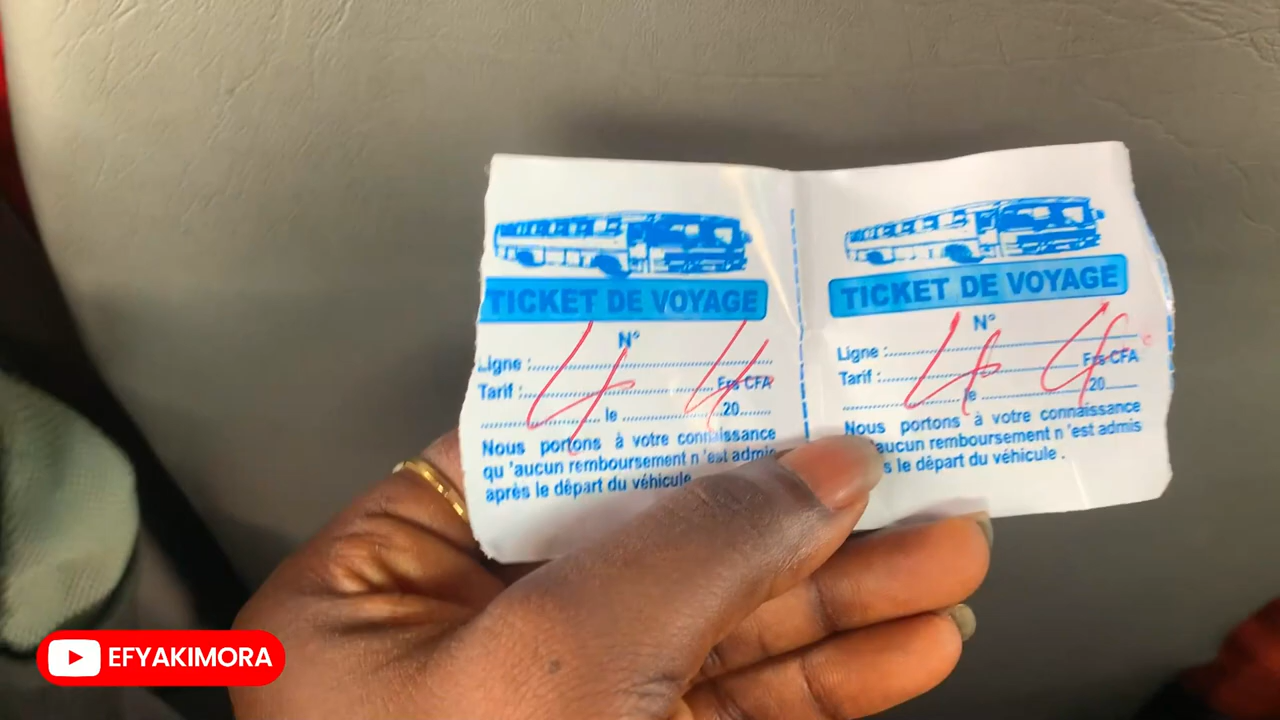 TICKET DE VOYAGE
N°
Ligne :
Tarif : Frs CFA
le 20
44
Nous portons à votre connaissance
qu 'aucun remboursement n 'est admis
après le départ du véhicule
TICKET DE VOYAGE
N°
Ligne :
Tarif : Frs CFA
le 20
Nous portons à votre connaissance
'aucun remboursement n 'est admis
s le départ du véhicule .
EFYAKIMORA